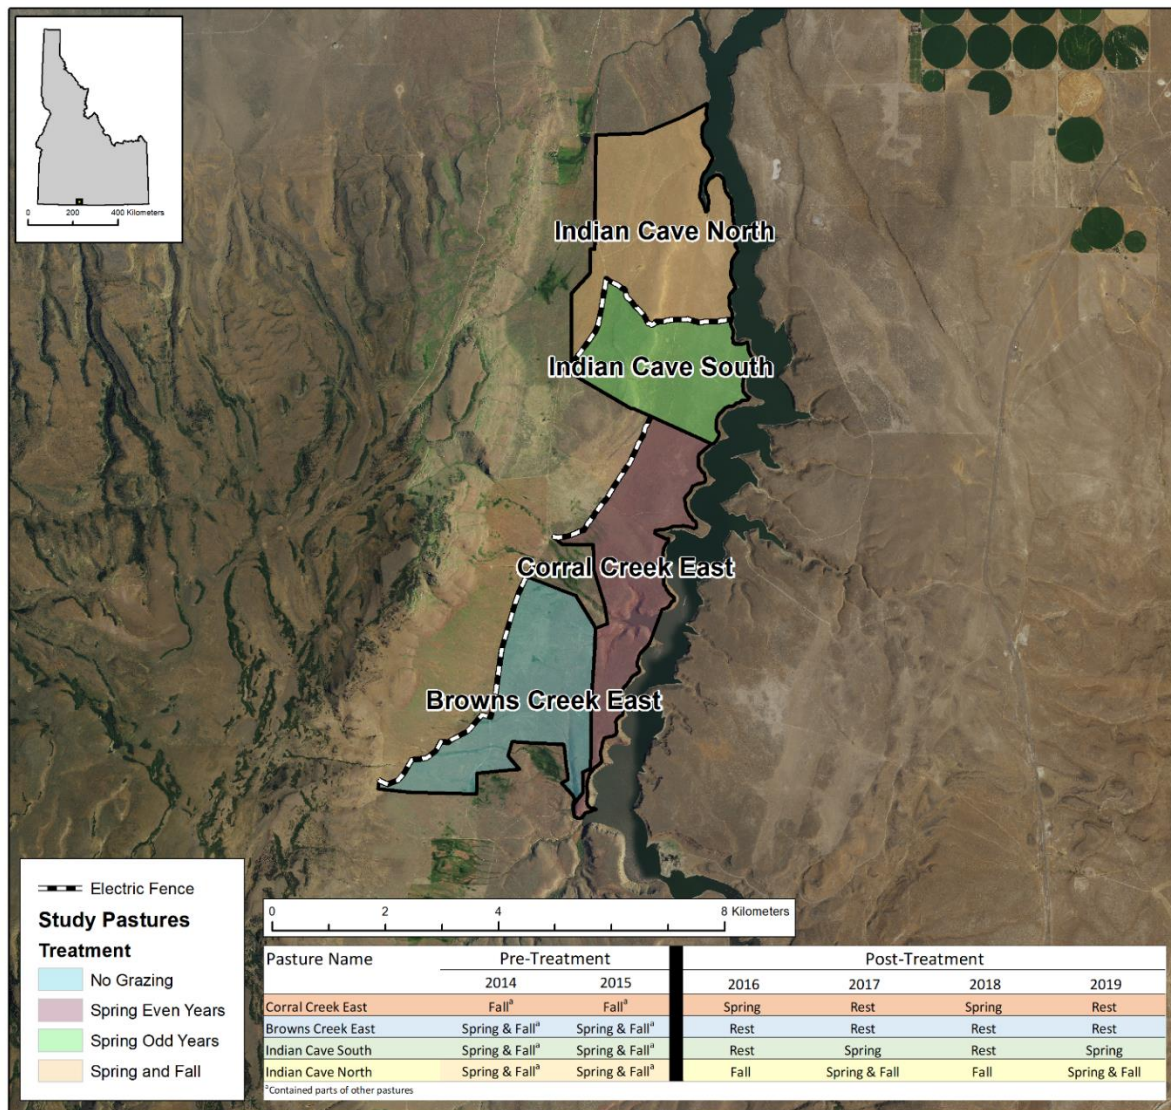 0 200 400 Kilometers
Indian Cave North
Indian Cave South
Corral Creek East
Browns Creek East
Electric Fence
Study Pastures
Treatment
No Grazing
Spring Even Years
Spring Odd Years
Spring and Fall
0 2 4 8 Kilometers
Pasture Name Pre-Treatment Post-Treatment
2014 2015 2016 2017 2018 2019
Corral Creek East Fallᵃ Fallᵃ Spring Rest Spring Rest
Browns Creek East Spring & Fallᵃ Spring & Fallᵃ Rest Rest Rest Rest
Indian Cave South Spring & Fallᵃ Spring & Fallᵃ Rest Spring Rest Spring
Indian Cave North Spring & Fallᵃ Spring & Fallᵃ Fall Spring & Fall Fall Spring & Fall
ᵃContained parts of other pastures